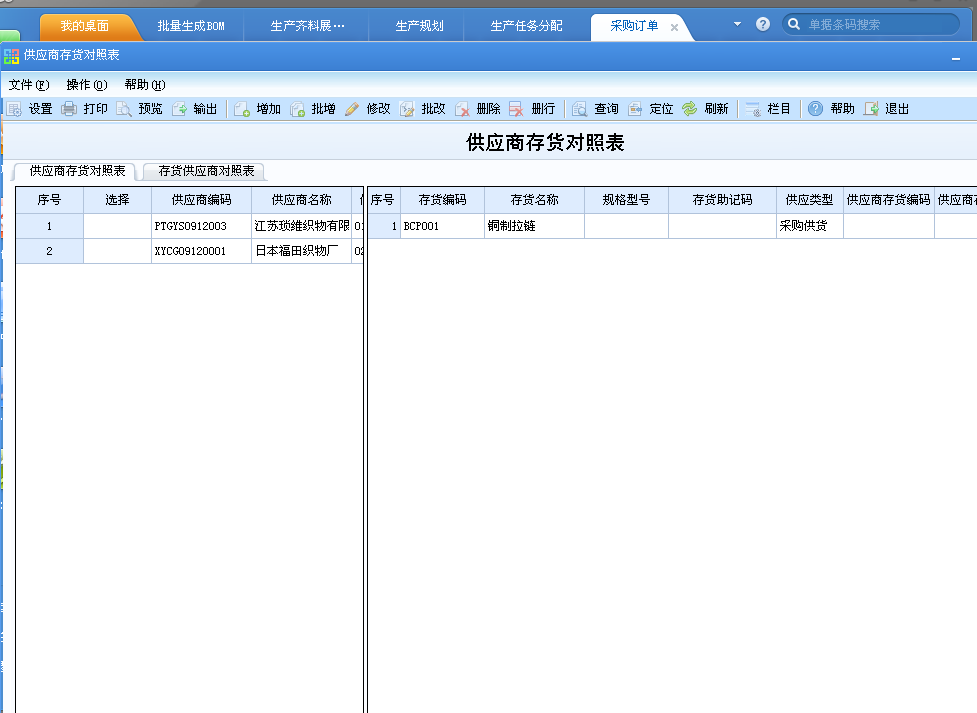 我的桌面 批量生成BOM 生产齐料展… 生产规划 生产任务分配 采购订单 单据条码搜索
供应商存货对照表
文件(F) 操作(O) 帮助(H)
设置 打印 预览 输出 增加 批增 修改 批改 删除 删行 查询 定位 刷新 栏目 帮助 退出
供应商存货对照表
供应商存货对照表 存货供应商对照表
序号 选择 供应商编码 供应商名称 序号 存货编码 存货名称 规格型号 存货助记码 供应类型 供应商存货编码 供应商存
1 PTGYS0912003 江苏琐维织物有限 01 1 BCP001 铜制拉链 采购供货
2 XYCG09120001 日本福田织物厂 02